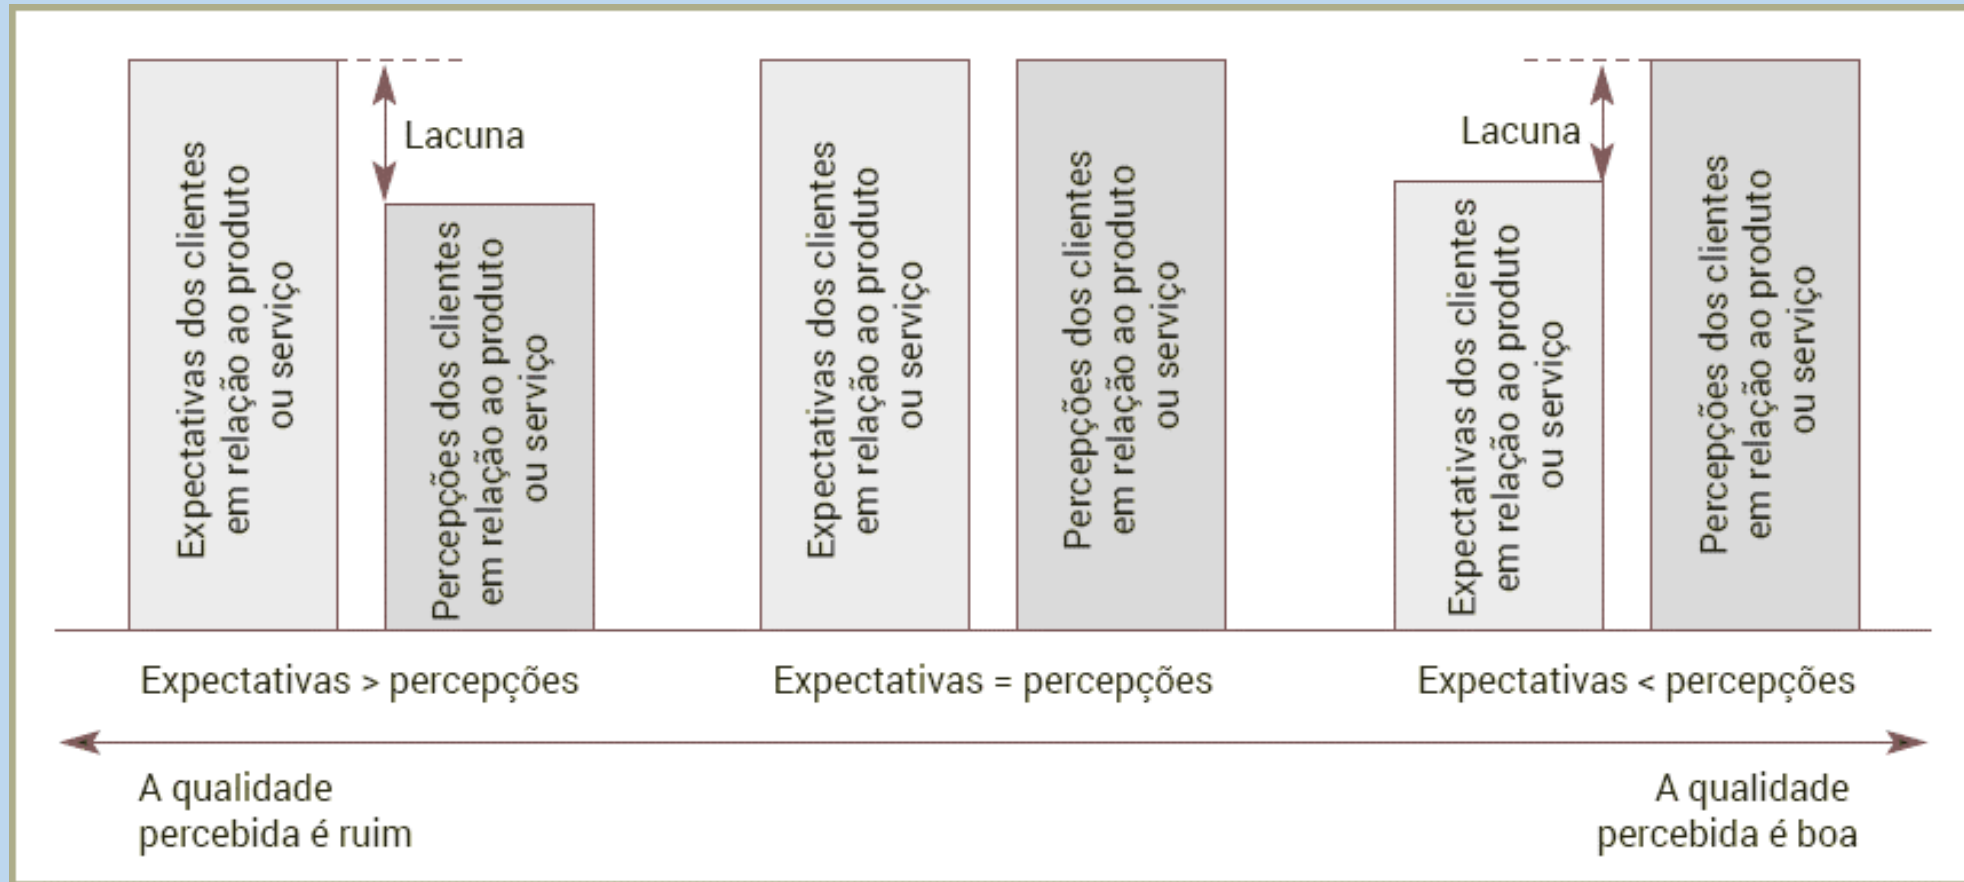 Expectativas dos clientes
em relação ao produto
ou serviço
Lacuna
Percepções dos clientes
em relação ao produto
ou serviço
Expectativas > percepções
Expectativas dos clientes
em relação ao produto
ou serviço
Percepções dos clientes
em relação ao produto
ou serviço
Expectativas = percepções
Lacuna
Expectativas dos clientes
em relação ao produto
ou serviço
Percepções dos clientes
em relação ao produto
ou serviço
Expectativas < percepções
A qualidade
percebida é ruim
A qualidade
percebida é boa